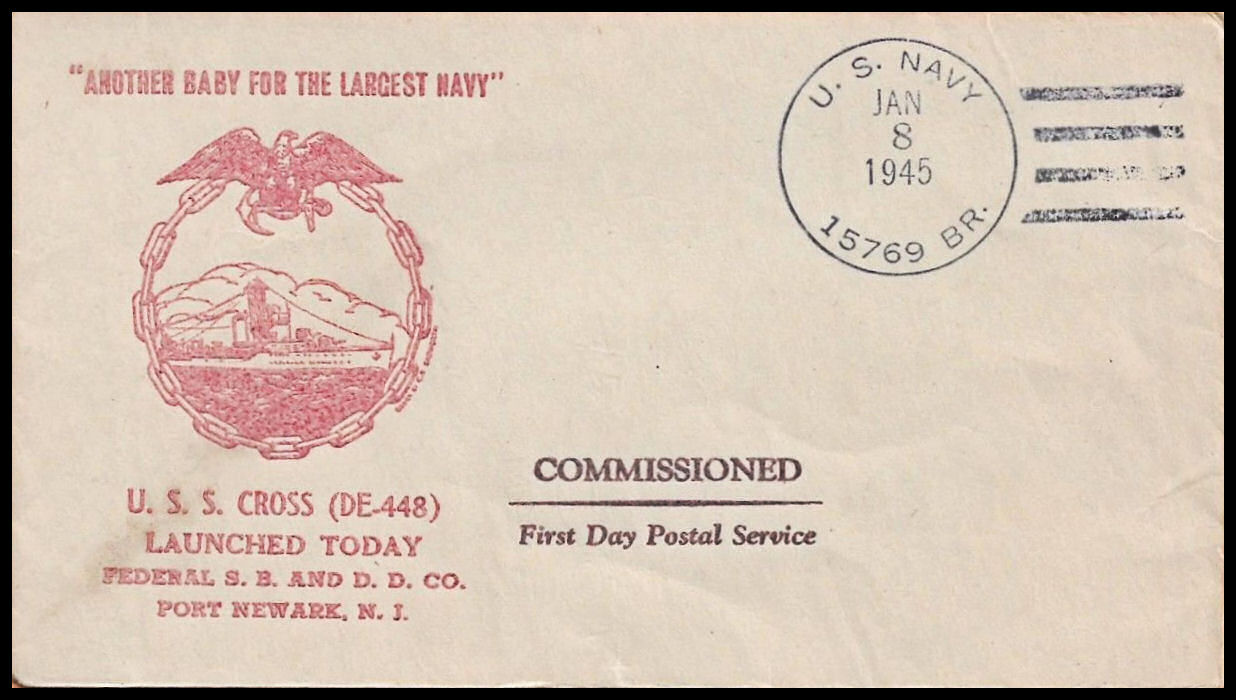 "ANOTHER BABY FOR THE LARGEST NAVY"
U. S. NAVY
JAN
8
1945
15769 BR.
U. S. S. CROSS (DE-448)
LAUNCHED TODAY
FEDERAL S. B. AND D. D. CO.
PORT NEWARK, N. J.
COMMISSIONED
First Day Postal Service